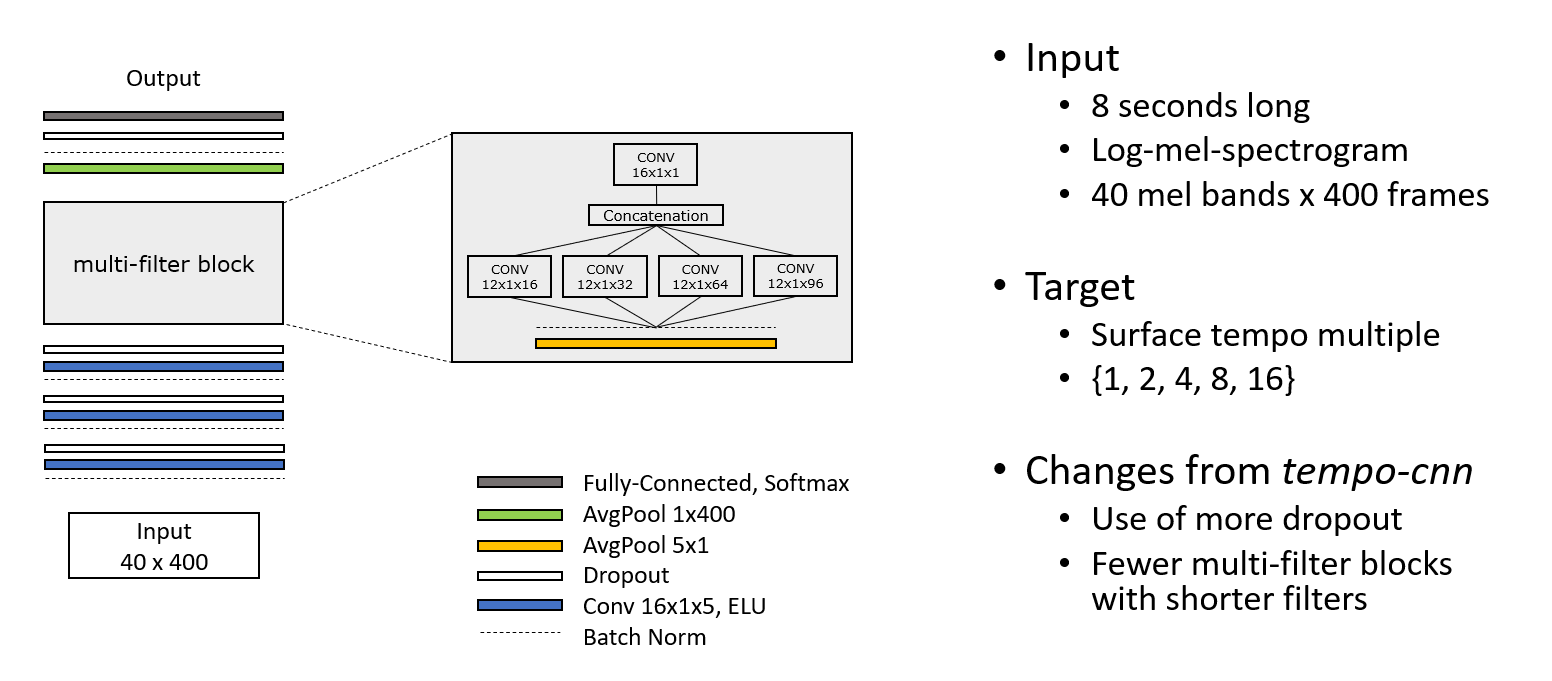 Output
multi-filter block
Input
40 x 400
CONV
16x1x1
Concatenation
CONV
12x1x16
CONV
12x1x32
CONV
12x1x64
CONV
12x1x96
Fully-Connected, Softmax
AvgPool 1x400
AvgPool 5x1
Dropout
Conv 16x1x5, ELU
Batch Norm
• Input
• 8 seconds long
• Log-mel-spectrogram
• 40 mel bands x 400 frames
• Target
• Surface tempo multiple
• {1, 2, 4, 8, 16}
• Changes from tempo-cnn
• Use of more dropout
• Fewer multi-filter blocks
with shorter filters